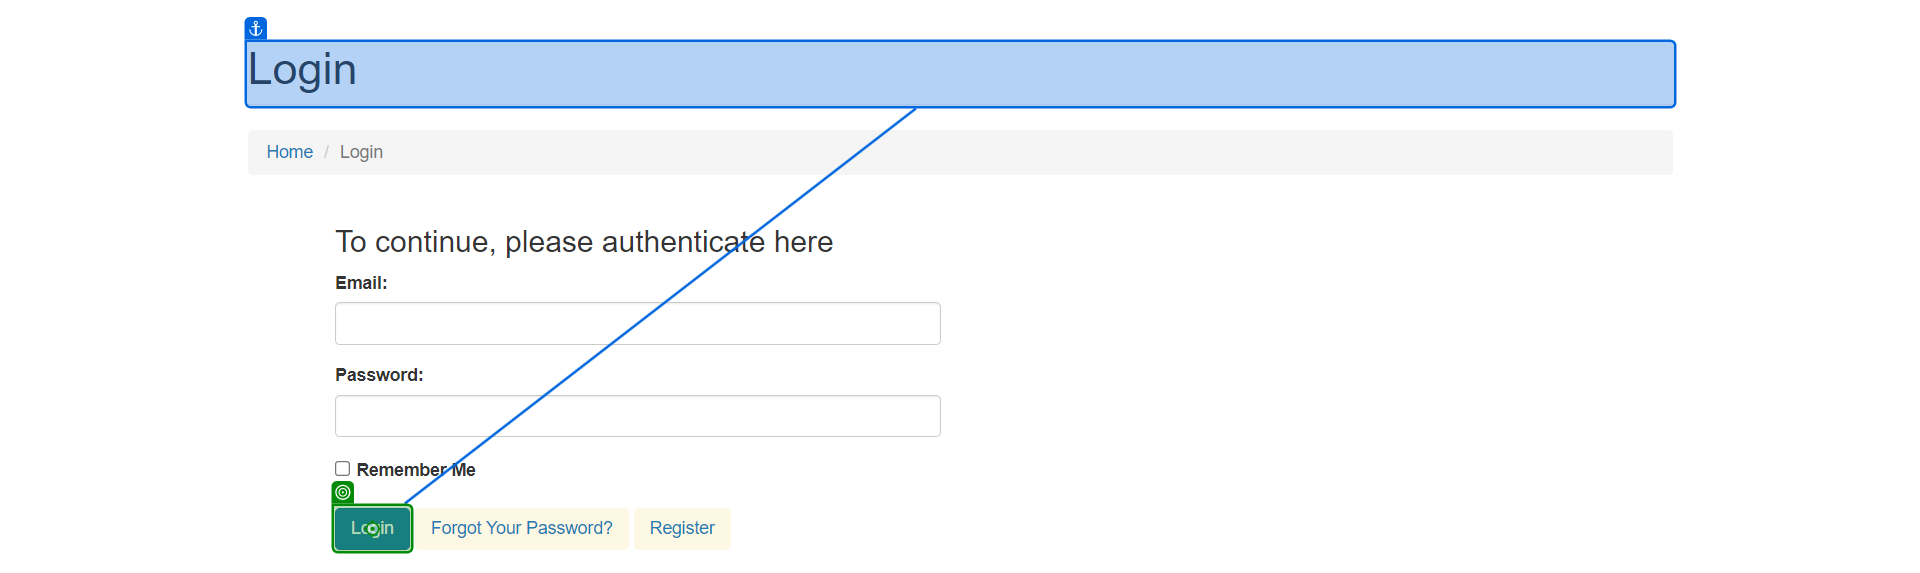 Login
Home / Login
To continue, please authenticate here
Email:
Password:
Remember Me
Login Forgot Your Password? Register